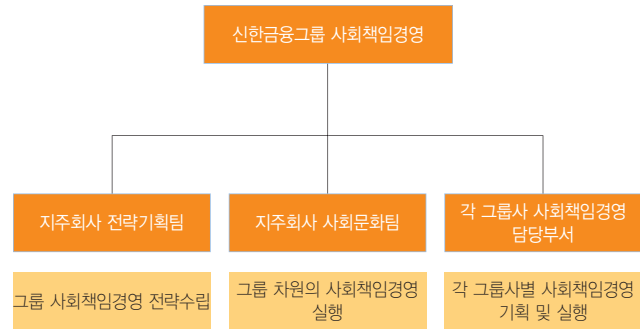 신한금융그룹 사회책임경영
지주회사 전략기획팀
지주회사 사회문화팀
각 그룹사 사회책임경영
담당부서
그룹 사회책임경영 전략수립
그룹 차원의 사회책임경영
실행
각 그룹사별 사회책임경영
기획 및 실행